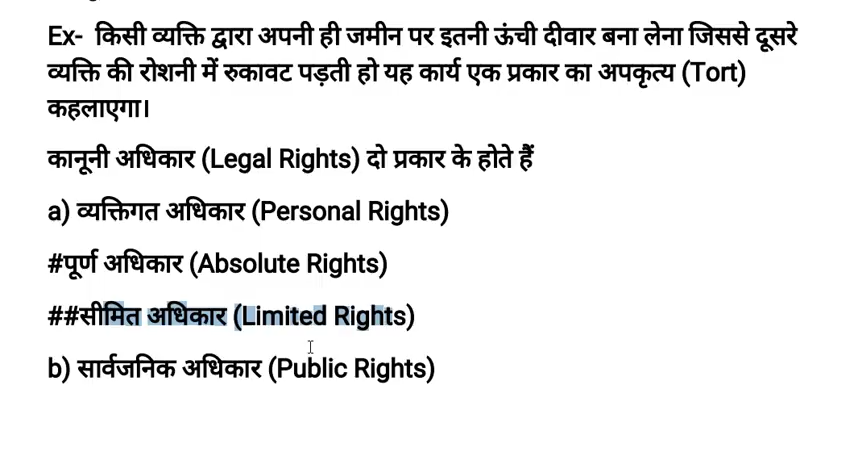 Ex- किसी व्यक्ति द्वारा अपनी ही जमीन पर इतनी ऊंची दीवार बना लेना जिससे दूसरे
व्यक्ति की रोशनी में रुकावट पड़ती हो यह कार्य एक प्रकार का अपकृत्य (Tort)
कहलाएगा।
कानूनी अधिकार (Legal Rights) दो प्रकार के होते हैं
a) व्यक्तिगत अधिकार (Personal Rights)
#पूर्ण अधिकार (Absolute Rights)
##सीमित अधिकार (Limited Rights)
b) सार्वजनिक अधिकार (Public Rights)